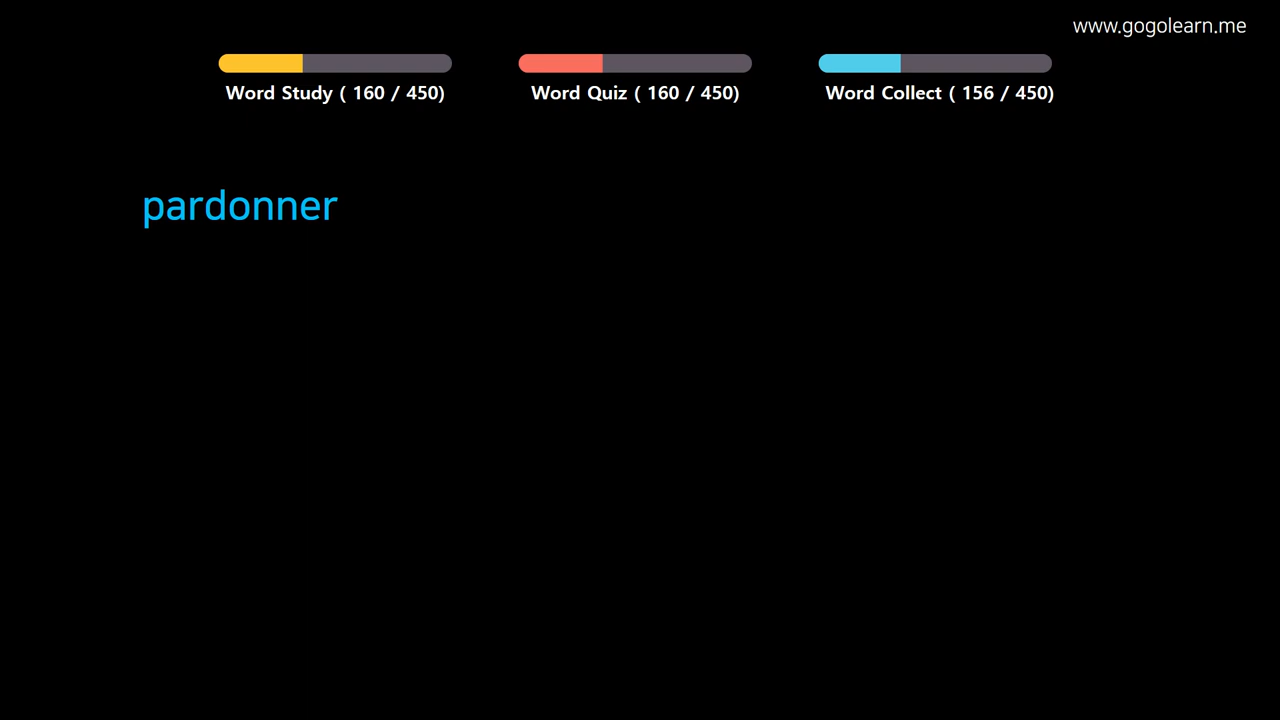 www.gogolearn.me
Word Study ( 160 / 450)
Word Quiz ( 160 / 450)
Word Collect ( 156 / 450)
pardonner